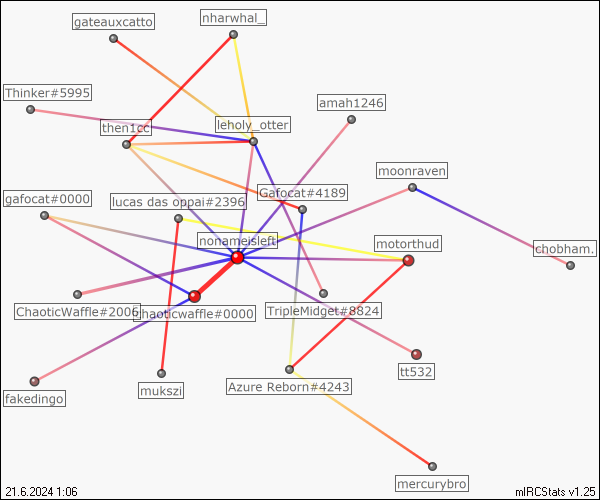 nharwhal_
gateauxcatto
Thinker#5995
amah1246
then1cc
leholy_otter
moonraven
gafocat#0000
lucas das oppai#2396
Gafocat#4189
nonameisleft
motorthud
chobham.
ChaoticWaffle#2006
chaoticwaffle#0000
TripleMidget#8824
tt532
fakedingo
mukszi
Azure Reborn#4243
mercurybro
21.6.2024 1:06
mIRCStats v1.25